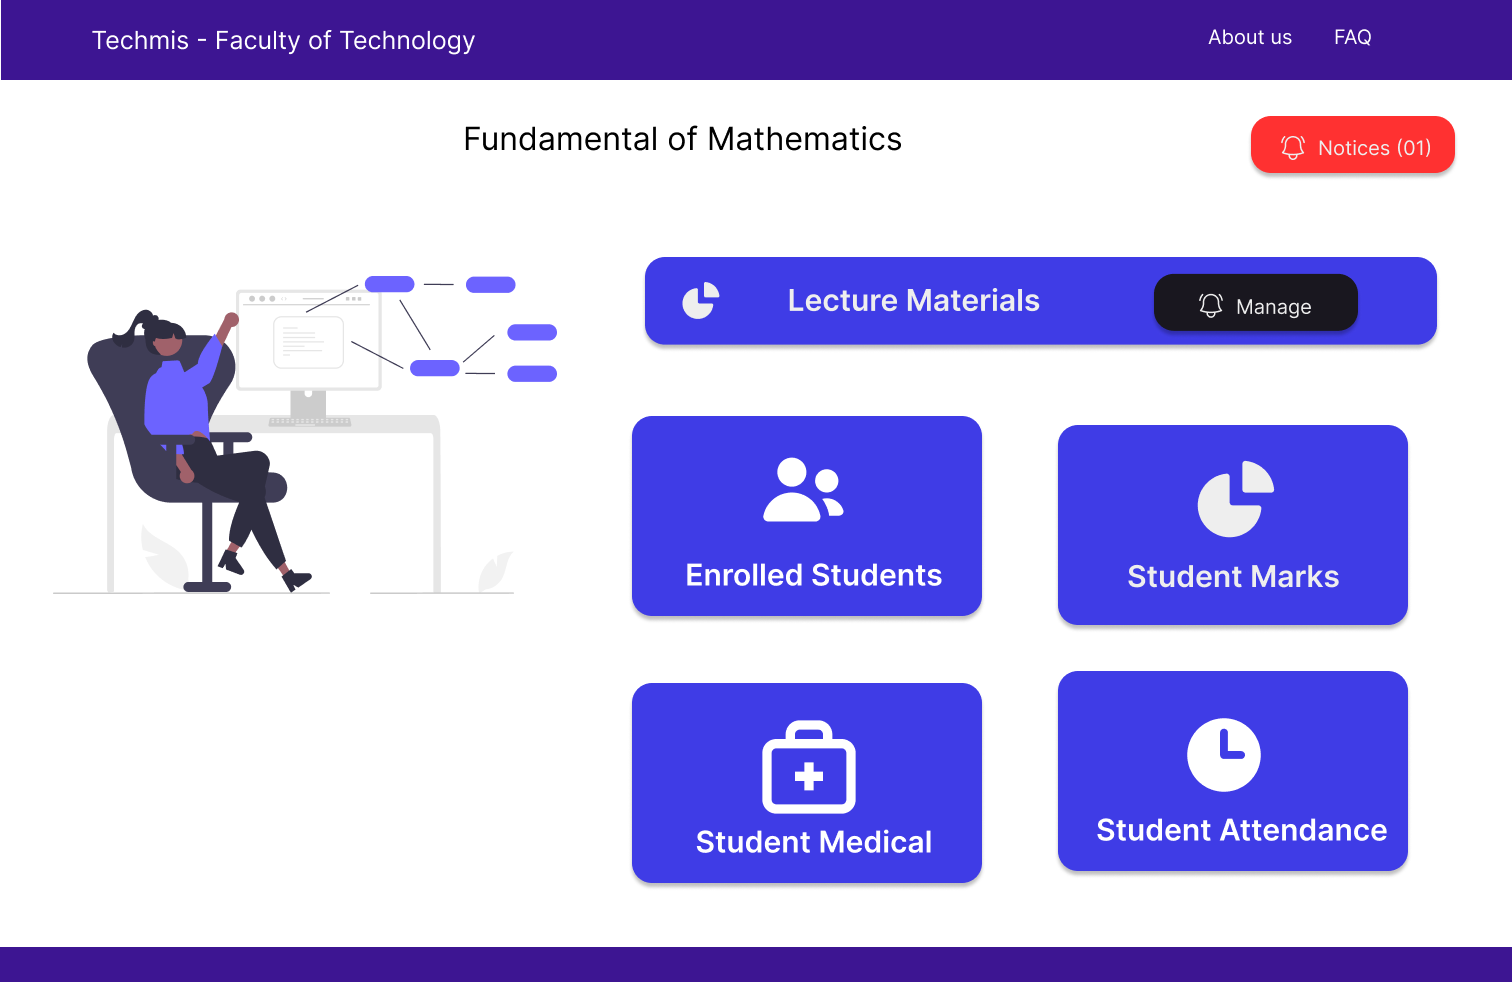 Techmis - Faculty of Technology
About us
FAQ
Fundamental of Mathematics
Notices (01)
Lecture Materials
Manage
Enrolled Students
Student Marks
Student Medical
Student Attendance